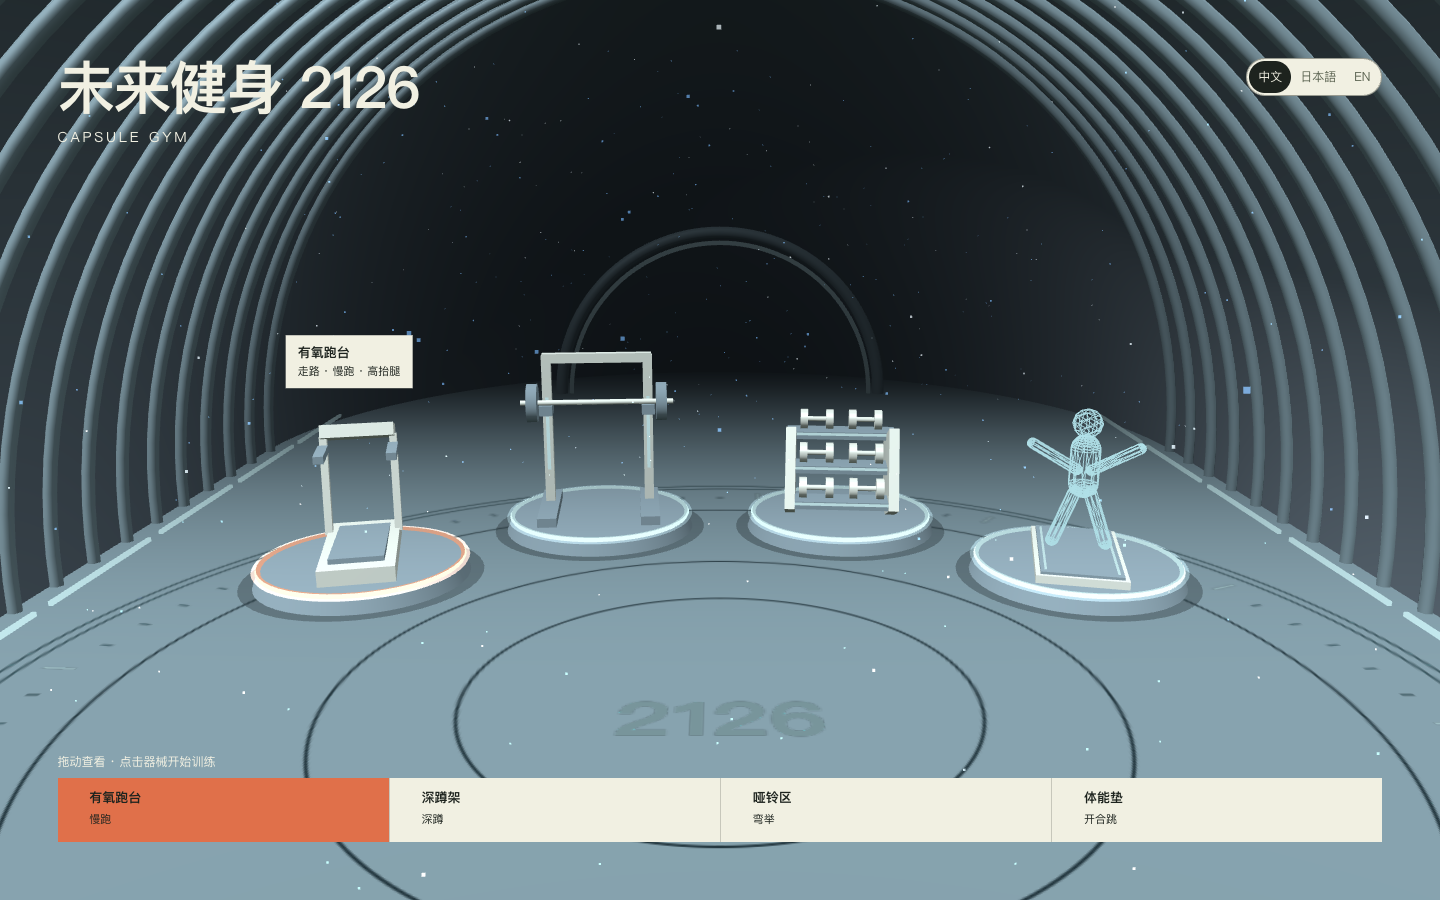 未来健身 2126
CAPSULE GYM
中文 日本語 EN
有氧跑台
走路 · 慢跑 · 高抬腿
2126
拖动查看 · 点击器械开始训练
有氧跑台
慢跑
深蹲架
深蹲
哑铃区
弯举
体能垫
开合跳